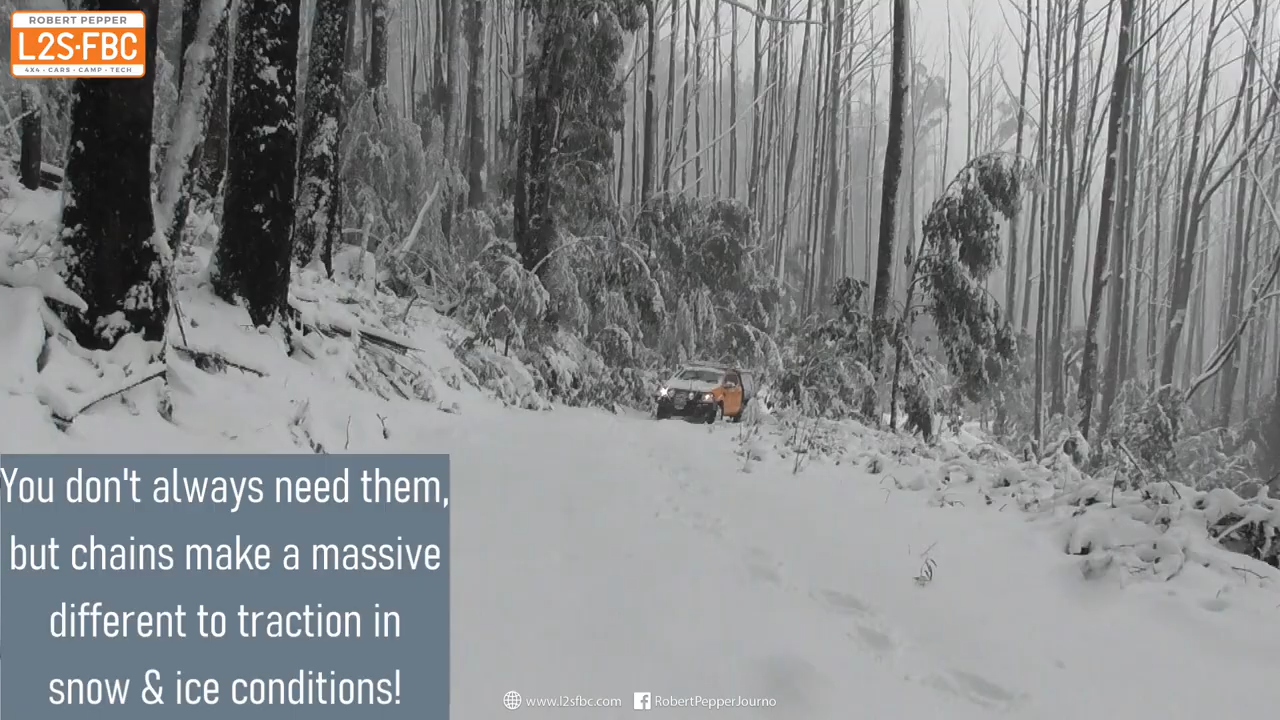 ROBERT PEPPER
L2S·FBC
4X4 • CARS • CAMP • TECH
You don't always need them,
but chains make a massive
different to traction in
snow & ice conditions!
www.l2sfbc.com RobertPepperJourno